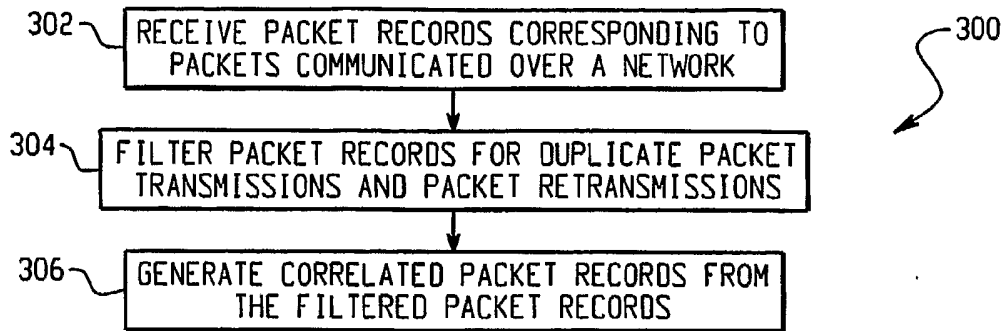 302
RECEIVE PACKET RECORDS CORRESPONDING TO
PACKETS COMMUNICATED OVER A NETWORK
300
304
FILTER PACKET RECORDS FOR DUPLICATE PACKET
TRANSMISSIONS AND PACKET RETRANSMISSIONS
306
GENERATE CORRELATED PACKET RECORDS FROM
THE FILTERED PACKET RECORDS